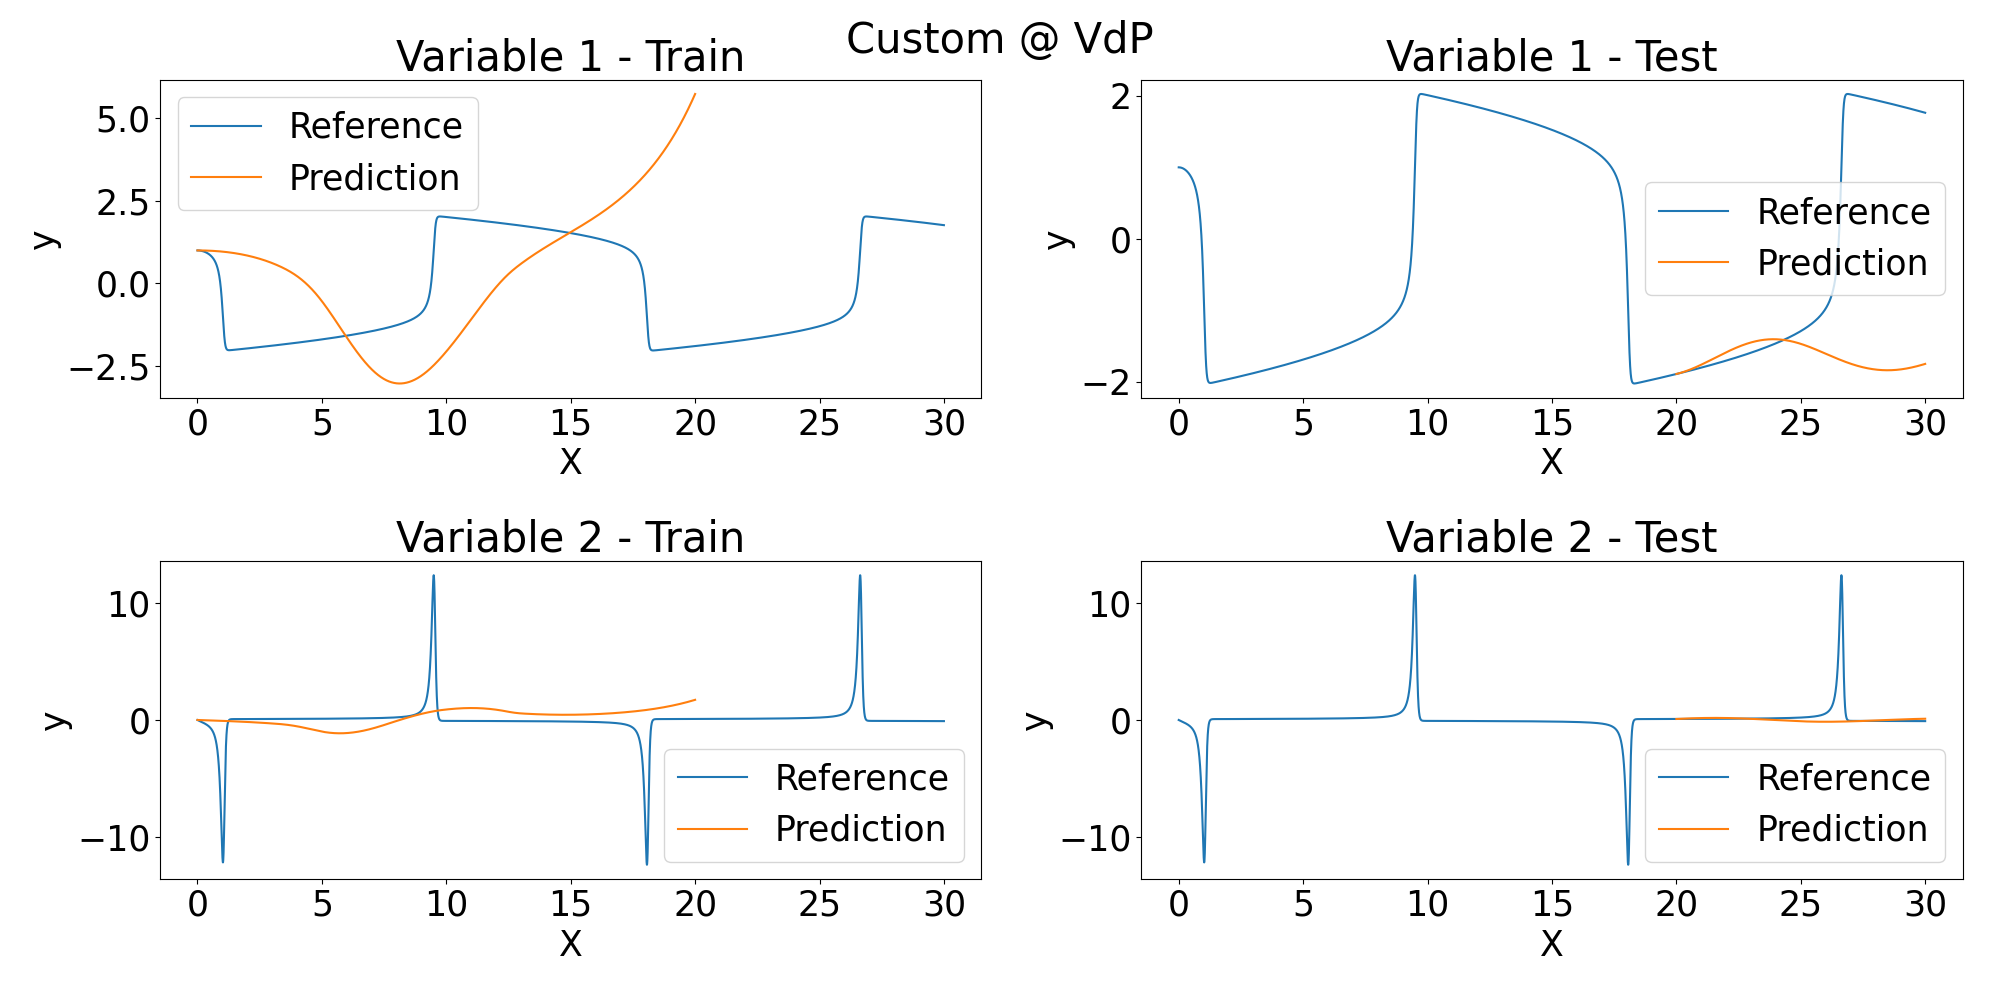 Custom @ VdP
Variable 1 - Train
5.0
2.5
0.0
−2.5
y
Reference
Prediction
0 5 10 15 20 25 30
X
Variable 1 - Test
2
0
−2
y
Reference
Prediction
0 5 10 15 20 25 30
X
Variable 2 - Train
10
0
−10
y
Reference
Prediction
0 5 10 15 20 25 30
X
Variable 2 - Test
10
0
−10
y
Reference
Prediction
0 5 10 15 20 25 30
X